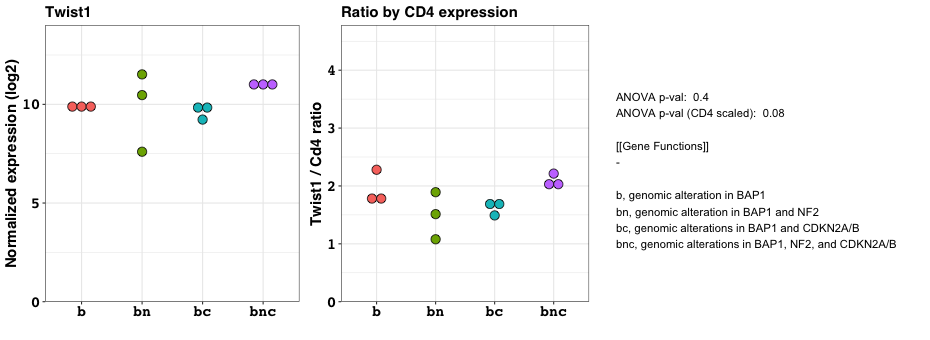 Twist1
Normalized expression (log2)
10
5
0
b bn bc bnc
Ratio by CD4 expression
Twist1 / Cd4 ratio
4
3
2
1
0
b bn bc bnc
ANOVA p-val: 0.4
ANOVA p-val (CD4 scaled): 0.08
[[Gene Functions]]
-
b, genomic alteration in BAP1
bn, genomic alteration in BAP1 and NF2
bc, genomic alterations in BAP1 and CDKN2A/B
bnc, genomic alterations in BAP1, NF2, and CDKN2A/B